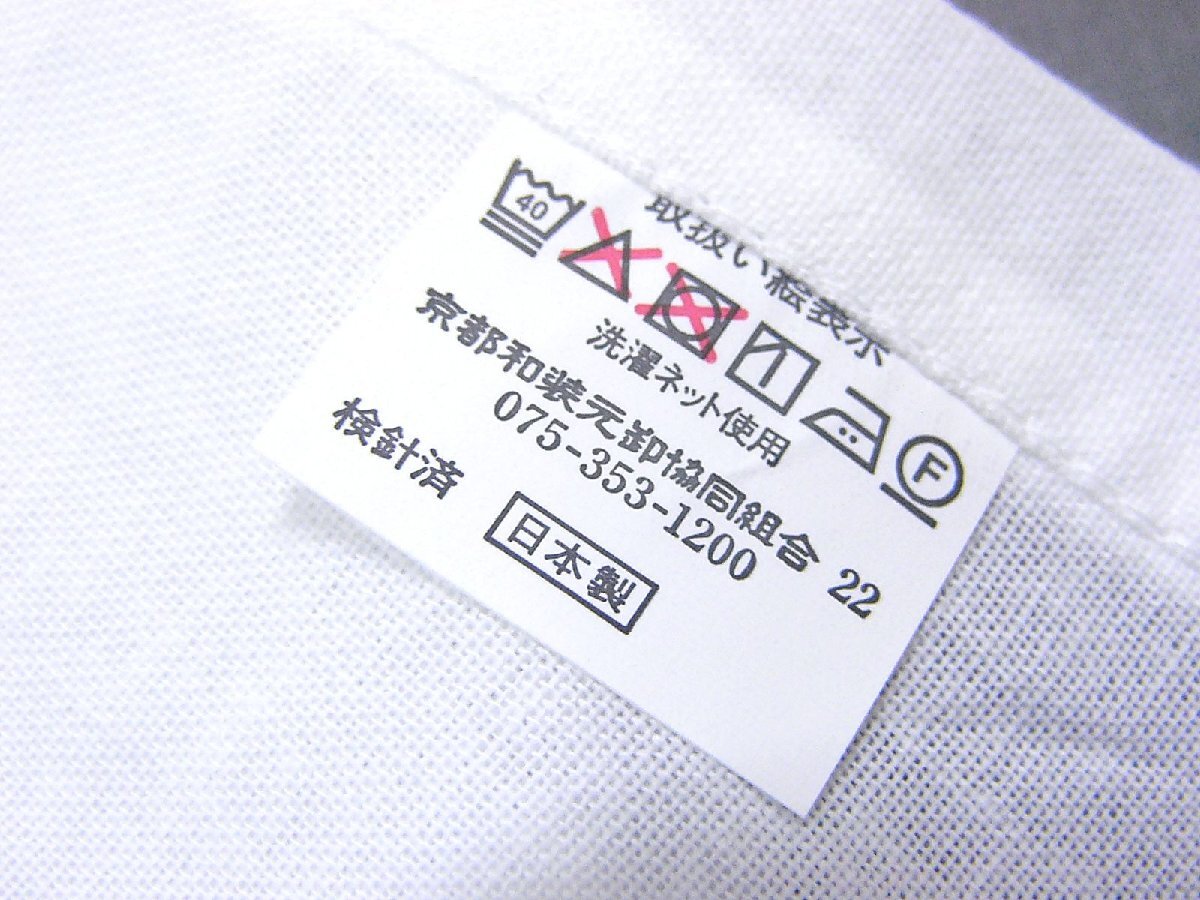 取扱い絵表示
40
F
洗濯ネット使用
京都和装元卸協同組合 22
075-353-1200
検針済
日本製